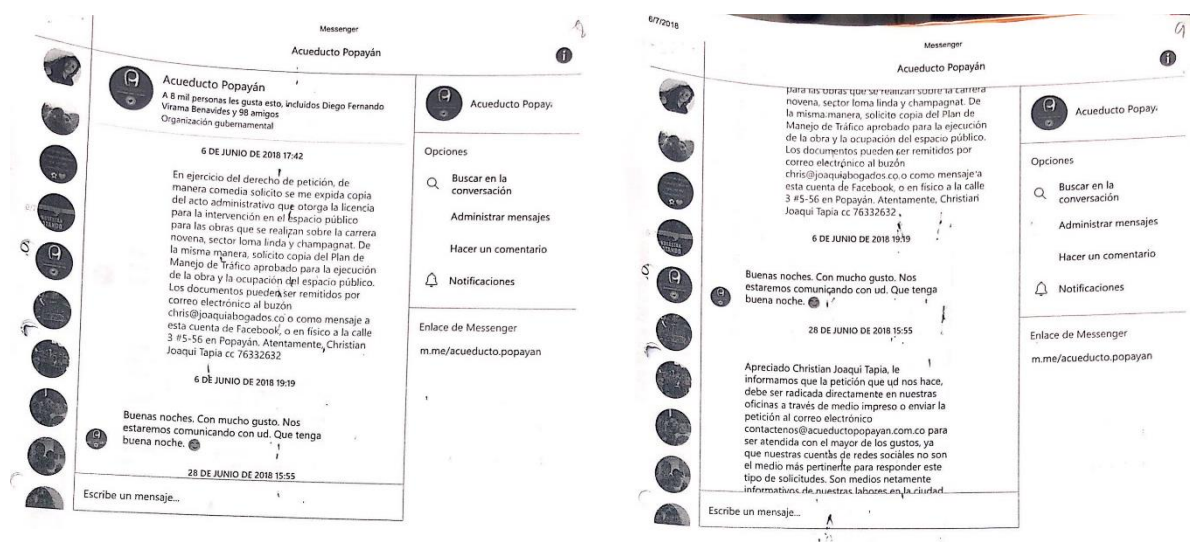 Messenger
Acueducto Popayán
Acueducto Popayán
A 8 mil personas les gusta esto, incluidos Diego Fernando
Virama Benavides y 98 amigos
Organización gubernamental
6 DE JUNIO DE 2018 17:42
En ejercicio del derecho de petición, de
manera comedia solicito se me expida copia
del acto administrativo que otorga la licencia
para la intervención en el espacio público
para las obras que se realizan sobre la carrera
novena, sector loma linda y champagnat. De
la misma manera, solicito copia del Plan de
Manejo de Tráfico aprobado para la ejecución
de la obra y la ocupación del espacio público.
Los documentos pueden ser remitidos por
correo electrónico al buzón
chris@joaquiabogados.co o como mensaje a
esta cuenta de Facebook, o en físico a la calle
3 #5-56 en Popayán. Atentamente, Christian
Joaqui Tapia cc 76332632
6 DE JUNIO DE 2018 19:19
Buenas noches. Con mucho gusto. Nos
estaremos comunicando con ud. Que tenga
buena noche.
28 DE JUNIO DE 2018 15:55
Escribe un mensaje...
Acueducto Popay.
Opciones
Buscar en la
conversación
Administrar mensajes
Hacer un comentario
Notificaciones
Enlace de Messenger
m.me/acueducto.popayan
6/7/2018
9
Messenger
Acueducto Popayán
para las obras que se realizan sobre la carrera
novena, sector loma linda y champagnat. De
la misma manera, solicito copia del Plan de
Manejo de Tráfico aprobado para la ejecución
de la obra y la ocupación del espacio público.
Los documentos pueden ser remitidos por
correo electrónico al buzón
chris@joaquiabogados.co o como mensaje a
esta cuenta de Facebook, o en físico a la calle
3 #5-56 en Popayán. Atentamente, Christian
Joaqui Tapia cc 76332632
6 DE JUNIO DE 2018 19:19
Buenas noches. Con mucho gusto. Nos
estaremos comunicando con ud. Que tenga
buena noche.
28 DE JUNIO DE 2018 15:55
Apreciado Christian Joaqui Tapia, le
informamos que la petición que ud nos hace,
debe ser radicada directamente en nuestras
oficinas a través de medio impreso o enviar la
petición al correo electrónico
contactenos@acueductopopayan.com.co para
ser atendida con el mayor de los gustos, ya
que nuestras cuentas de redes sociales no son
el medio más pertinente para responder este
tipo de solicitudes. Son medios netamente
informativos de nuestras labores en la ciudad
Escribe un mensaje...
Acueducto Popay.
Opciones
Buscar en la
conversación
Administrar mensajes
Hacer un comentario
Notificaciones
Enlace de Messenger
m.me/acueducto.popayan